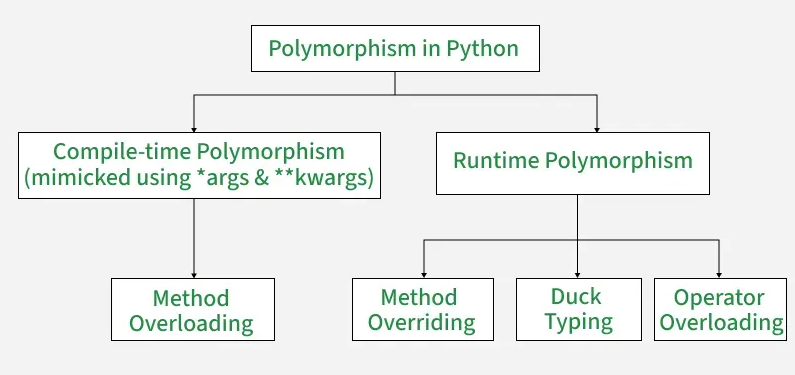 Polymorphism in Python
Compile-time Polymorphism
(mimicked using *args & **kwargs)
Runtime Polymorphism
Method
Overloading
Method
Overriding
Duck
Typing
Operator
Overloading